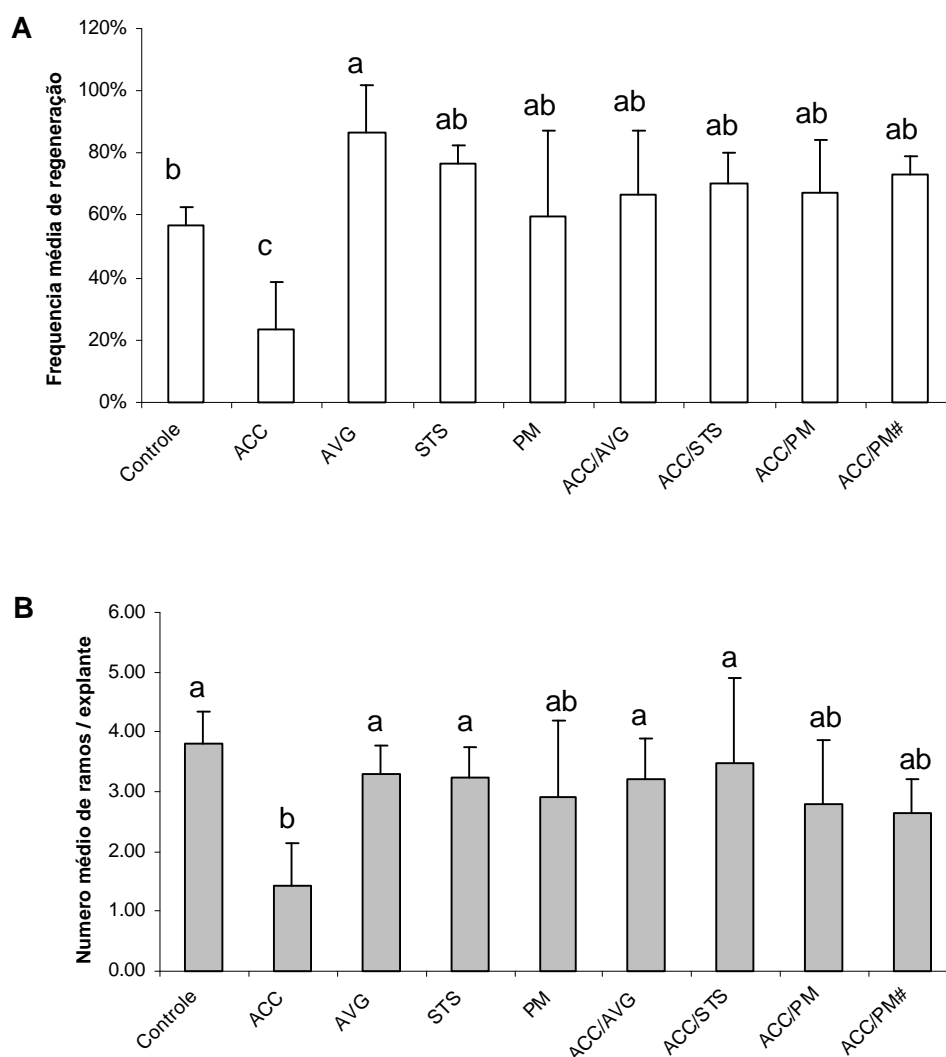 A
Frequencia média de regeneração
120%
100%
80%
60%
40%
20%
0%
b
c
a
ab
ab
ab
ab
ab
ab
Controle
ACC
AVG
STS
PM
ACC/AVG
ACC/STS
ACC/PM
ACC/PM#
B
Numero médio de ramos / explante
6.00
5.00
4.00
3.00
2.00
1.00
0.00
a
b
a
a
ab
a
a
ab
ab
Controle
ACC
AVG
STS
PM
ACC/AVG
ACC/STS
ACC/PM
ACC/PM#